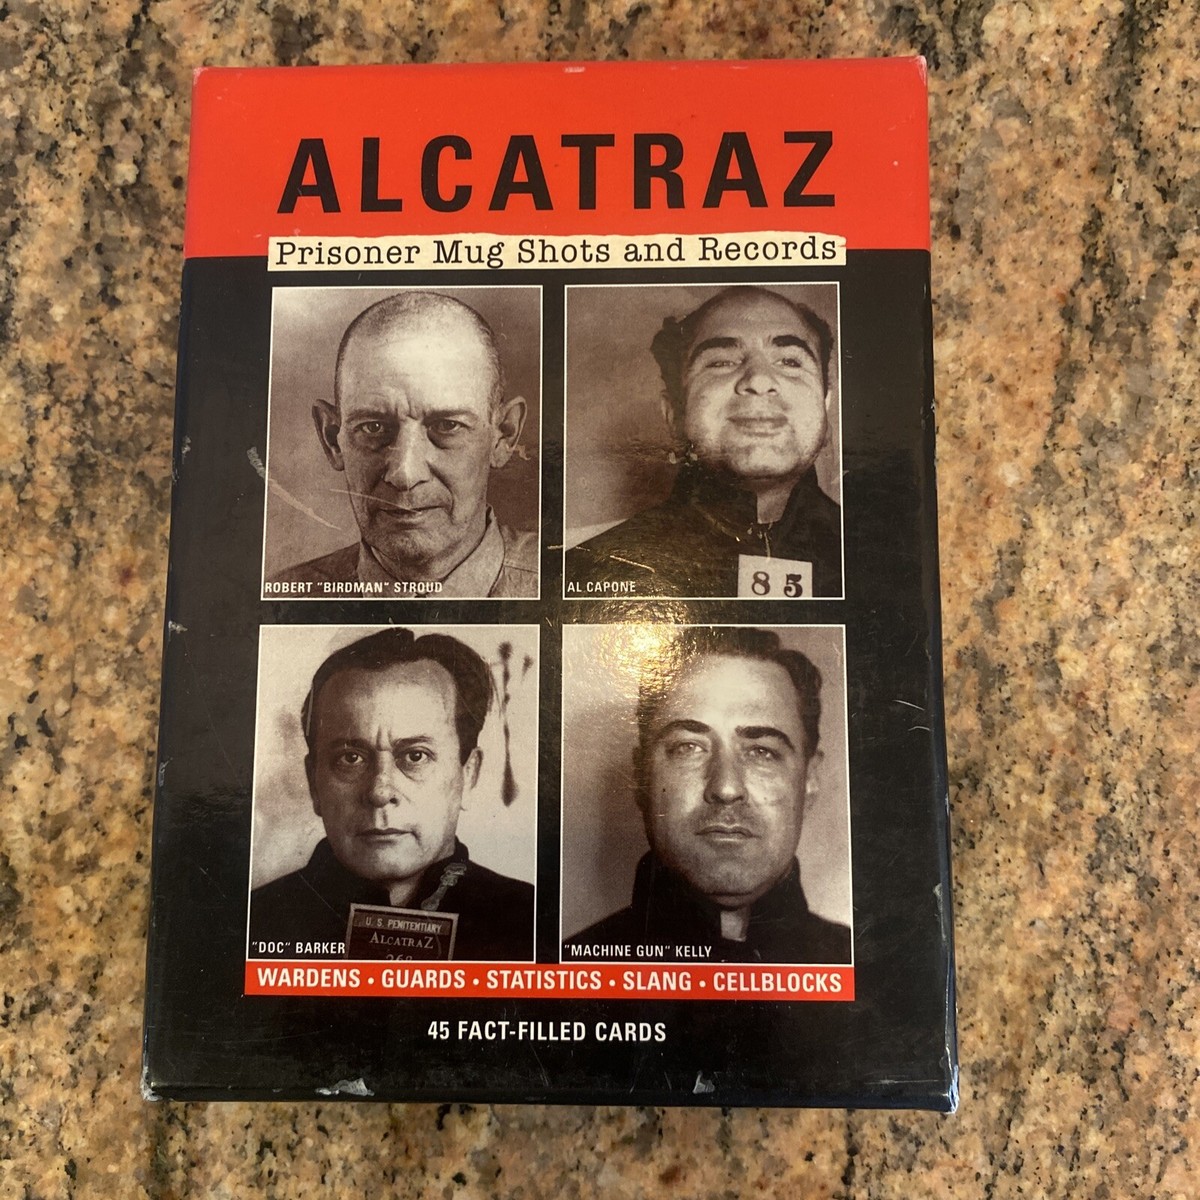 ALCATRAZ
Prisoner Mug Shots and Records
ROBERT "BIRDMAN" STROUD
AL CAPONE
85
"DOC" BARKER
U. S. PENITENTIARY
ALCATRAZ
268
"MACHINE GUN" KELLY
WARDENS • GUARDS • STATISTICS • SLANG • CELLBLOCKS
45 FACT-FILLED CARDS